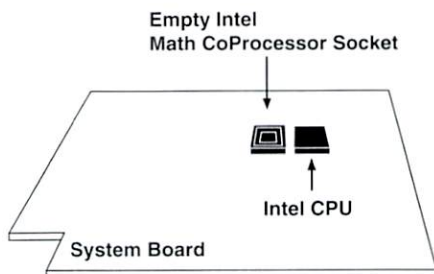 Empty Intel
Math CoProcessor Socket
Intel CPU
System Board